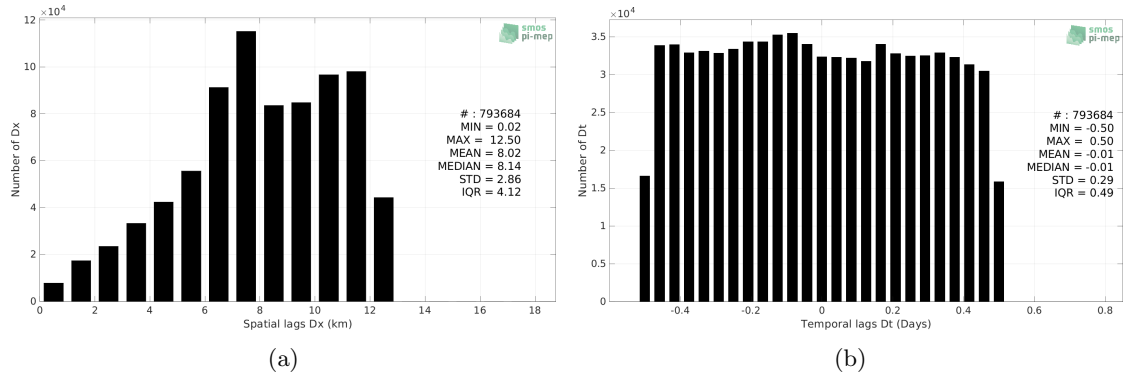 ×10⁴
12
10
8
6
4
2
0
0 2 4 6 8 10 12 14 16 18
Number of Dx
Spatial lags Dx (km)
smos
pi-mep
# : 793684
MIN = 0.02
MAX = 12.50
MEAN = 8.02
MEDIAN = 8.14
STD = 2.86
IQR = 4.12
(a)
×10⁴
3.5
3
2.5
2
1.5
1
0.5
0
-0.4 -0.2 0 0.2 0.4 0.6 0.8
Number of Dt
Temporal lags Dt (Days)
smos
pi-mep
# : 793684
MIN = -0.50
MAX = 0.50
MEAN = -0.01
MEDIAN = -0.01
STD = 0.29
IQR = 0.49
(b)